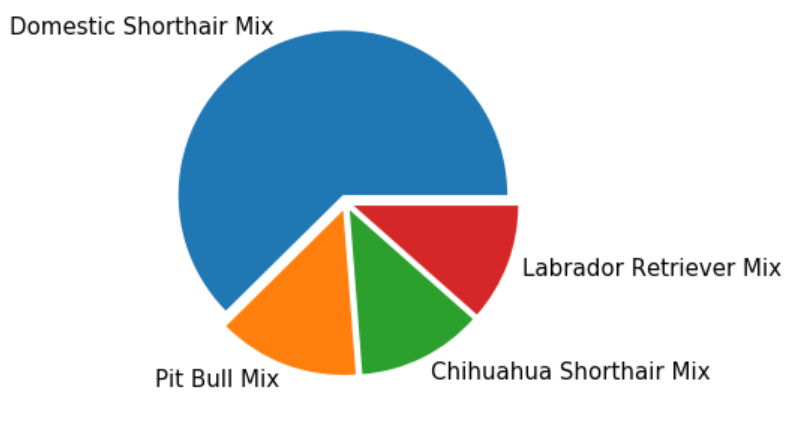 Domestic Shorthair Mix
Labrador Retriever Mix
Chihuahua Shorthair Mix
Pit Bull Mix